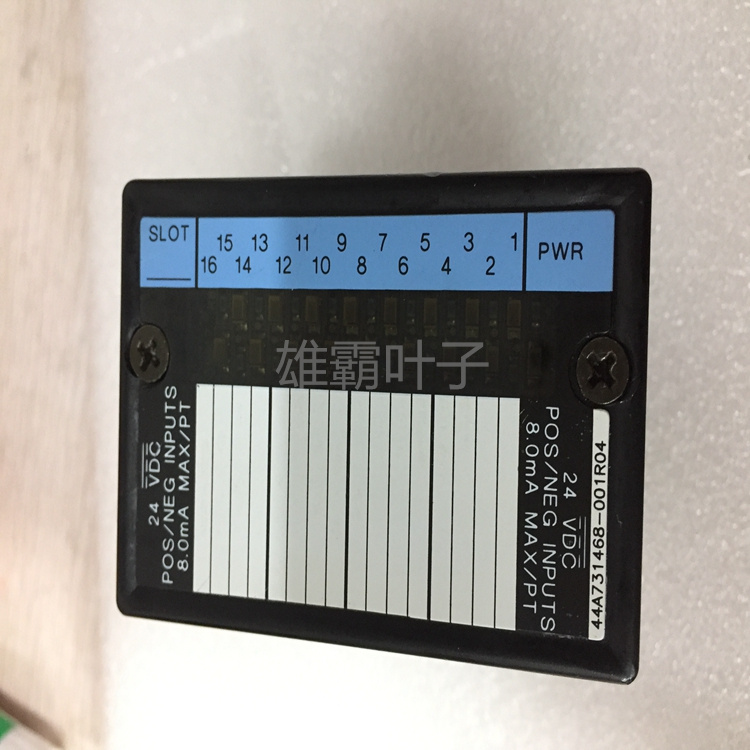 SLOT
15 13 11 9 7 5 3 1
16 14 12 10 8 6 4 2
PWR
雄霸叶子
24 VDC
POS/NEG INPUTS
8.0mA MAX/PT
24 VDC
POS/NEG INPUTS
8.0mA MAX/PT
44A731468-001R04